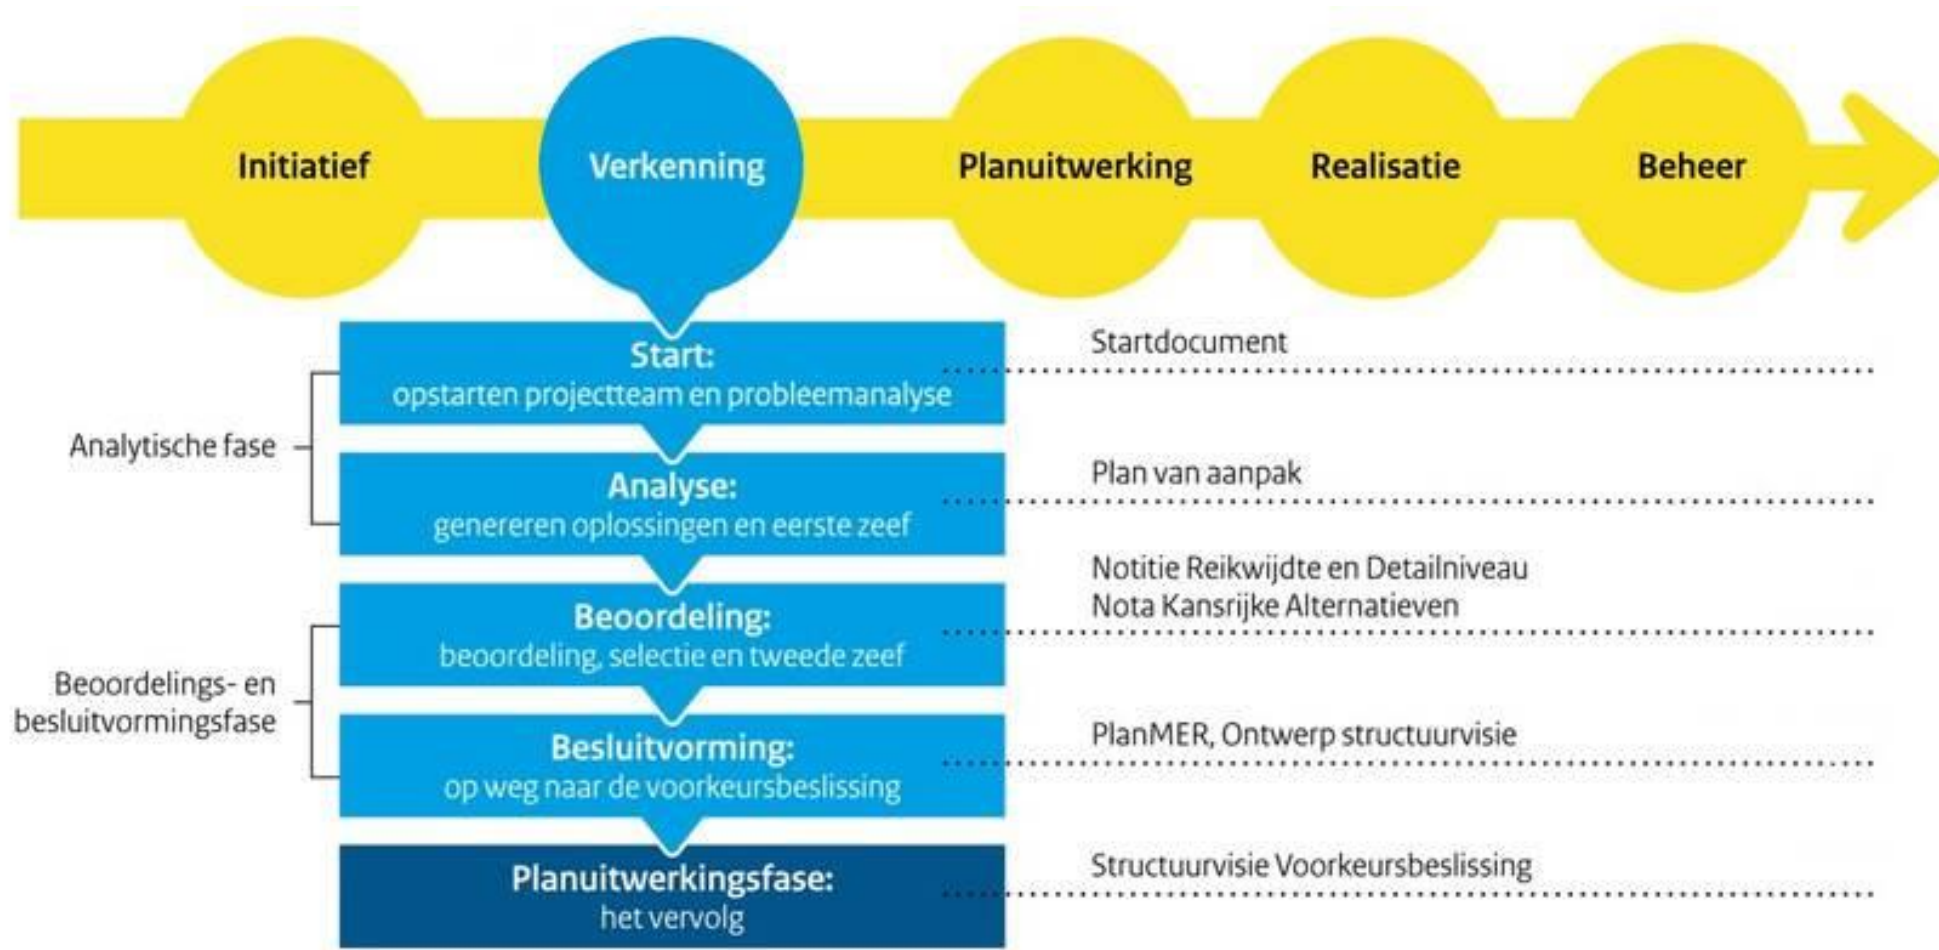 Initiatief
Verkenning
Planuitwerking
Realisatie
Beheer
Start:
opstarten projectteam en probleemanalyse
Startdocument
Analytische fase
Analyse:
genereren oplossingen en eerste zeef
Plan van aanpak
Notitie Reikwijdte en Detailniveau
Nota Kansrijke Alternatieven
Beoordeling:
beoordeling, selectie en tweede zeef
Beoordelings- en
besluitvormingsfase
Besluitvorming:
op weg naar de voorkeursbeslissing
PlanMER, Ontwerp structuurvisie
Planuitwerkingsfase:
het vervolg
Structuurvisie Voorkeursbeslissing